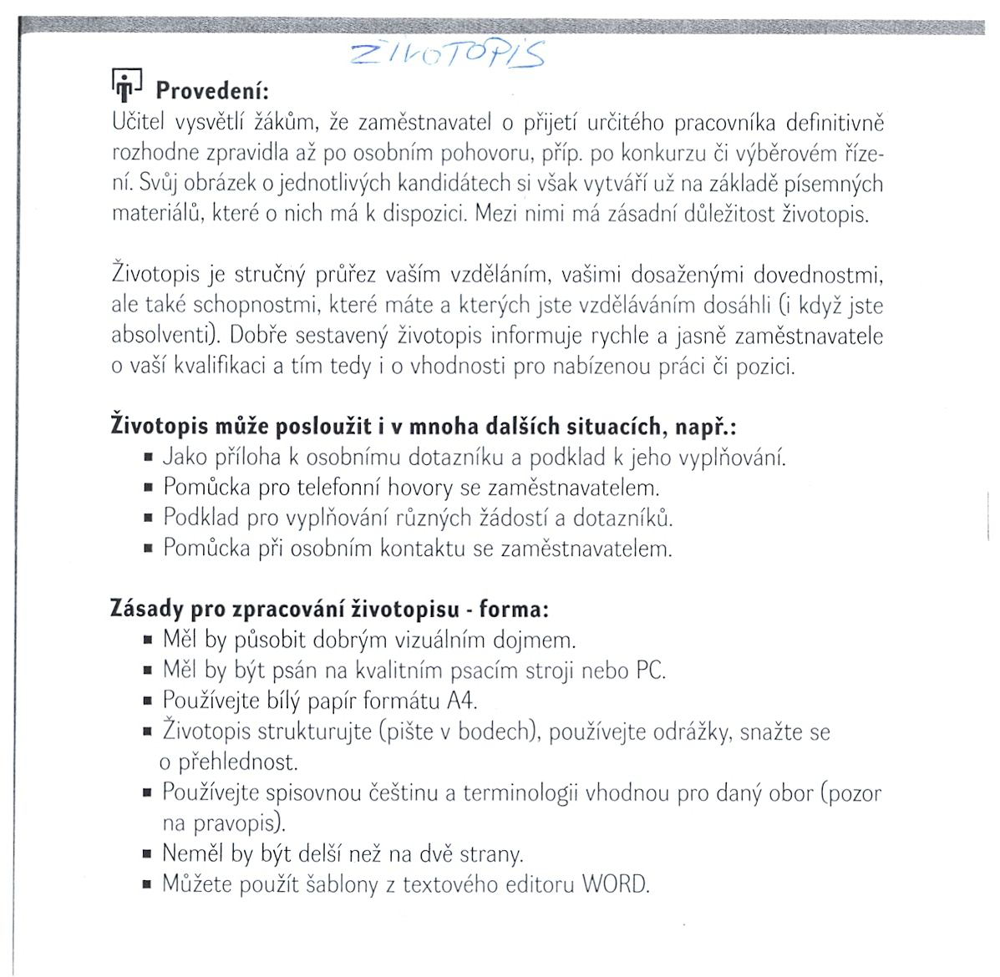 ŽIVOTOPIS
Provedení:
Učitel vysvětlí žákům, že zaměstnavatel o přijetí určitého pracovníka definitivně
rozhodne zpravidla až po osobním pohovoru, příp. po konkurzu či výběrovém říze-
ní. Svůj obrázek o jednotlivých kandidátech si však vytváří už na základě písemných
materiálů, které o nich má k dispozici. Mezi nimi má zásadní důležitost životopis.
Životopis je stručný průřez vaším vzděláním, vašimi dosaženými dovednostmi,
ale také schopnostmi, které máte a kterých jste vzděláváním dosáhli (i když jste
absolventi). Dobře sestavený životopis informuje rychle a jasně zaměstnavatele
o vaší kvalifikaci a tím tedy i o vhodnosti pro nabízenou práci či pozici.
Životopis může posloužit i v mnoha dalších situacích, např.:
▪ Jako příloha k osobnímu dotazníku a podklad k jeho vyplňování.
▪ Pomůcka pro telefonní hovory se zaměstnavatelem.
▪ Podklad pro vyplňování různých žádostí a dotazníků.
▪ Pomůcka při osobním kontaktu se zaměstnavatelem.
Zásady pro zpracování životopisu - forma:
▪ Měl by působit dobrým vizuálním dojmem.
▪ Měl by být psán na kvalitním psacím stroji nebo PC.
▪ Používejte bílý papír formátu A4.
▪ Životopis strukturujte (pište v bodech), používejte odrážky, snažte se
o přehlednost.
▪ Používejte spisovnou češtinu a terminologii vhodnou pro daný obor (pozor
na pravopis).
▪ Neměl by být delší než na dvě strany.
▪ Můžete použít šablony z textového editoru WORD.